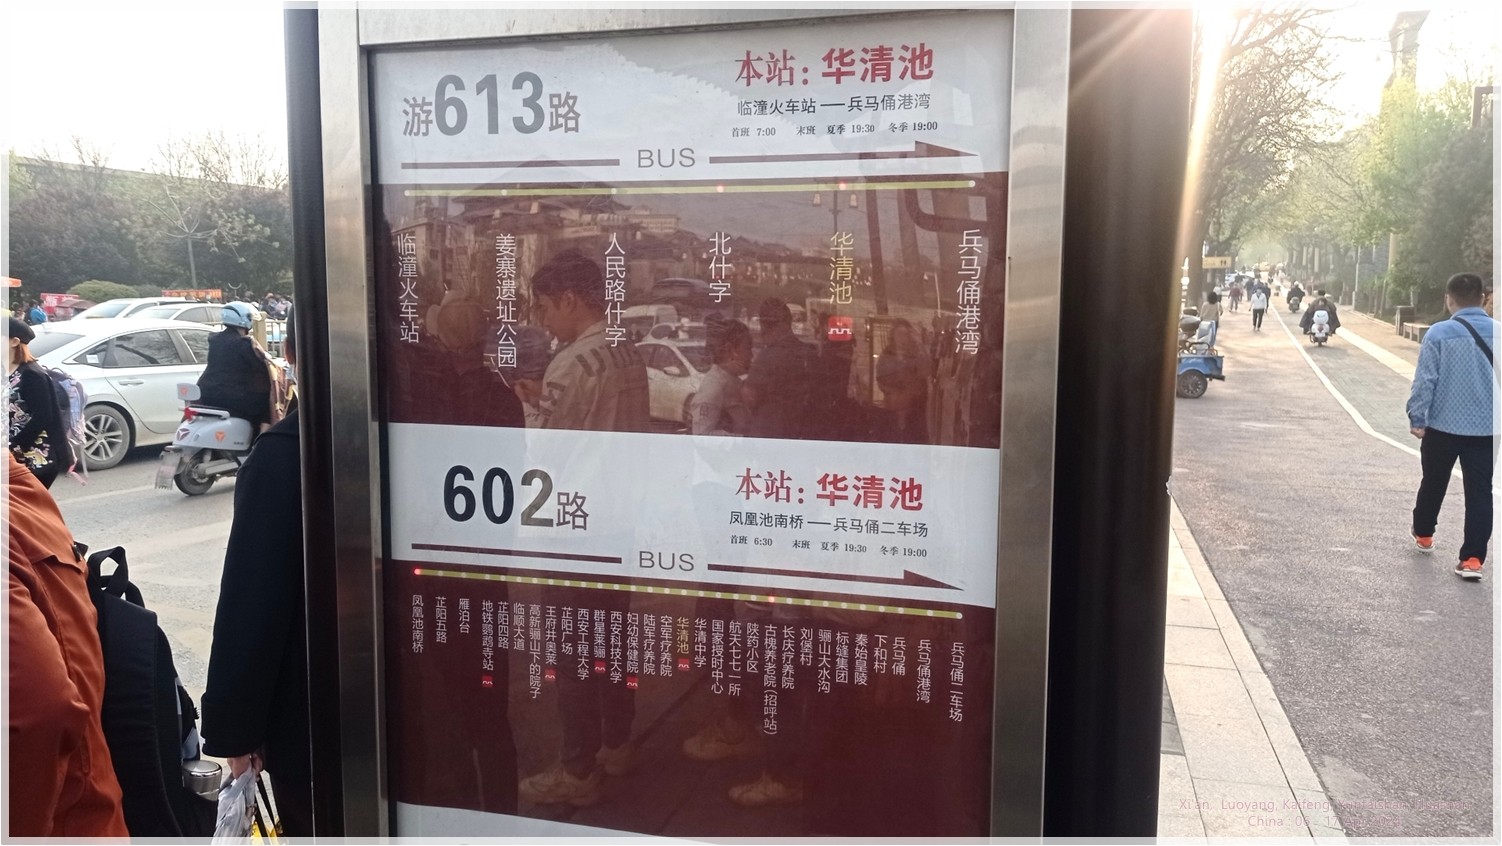 游613路
本站：华清池
临潼火车站 — 兵马俑港湾
首班 7:00 末班 夏季 19:30 冬季 19:00
BUS
临潼火车站
姜寨遗址公园
人民路什字
北什字
华清池
兵马俑港湾
602路
本站：华清池
凤凰池南桥 — 兵马俑二车场
首班 6:30 末班 夏季 19:30 冬季 19:00
BUS
凤凰池南桥
芷阳五路
雁泊台
地铁鹦鹉寺站
芷阳四路
临顺大道
高新骊山下的院子
王府井奥莱
芷阳广场
西安工程大学
群星莱骊
西安科技大学
妇幼保健院
陆军疗养院
空军疗养院
华清池
华清中学
国家授时中心
航天七七一所
陕药小区
古槐养老院(招呼站)
长庆疗养院
刘堡村
骊山大水沟
标缝集团
秦始皇陵
下和村
兵马俑
兵马俑港湾
兵马俑二车场
Xi'an, Luoyang, Kaifeng,
China : 06 - 17